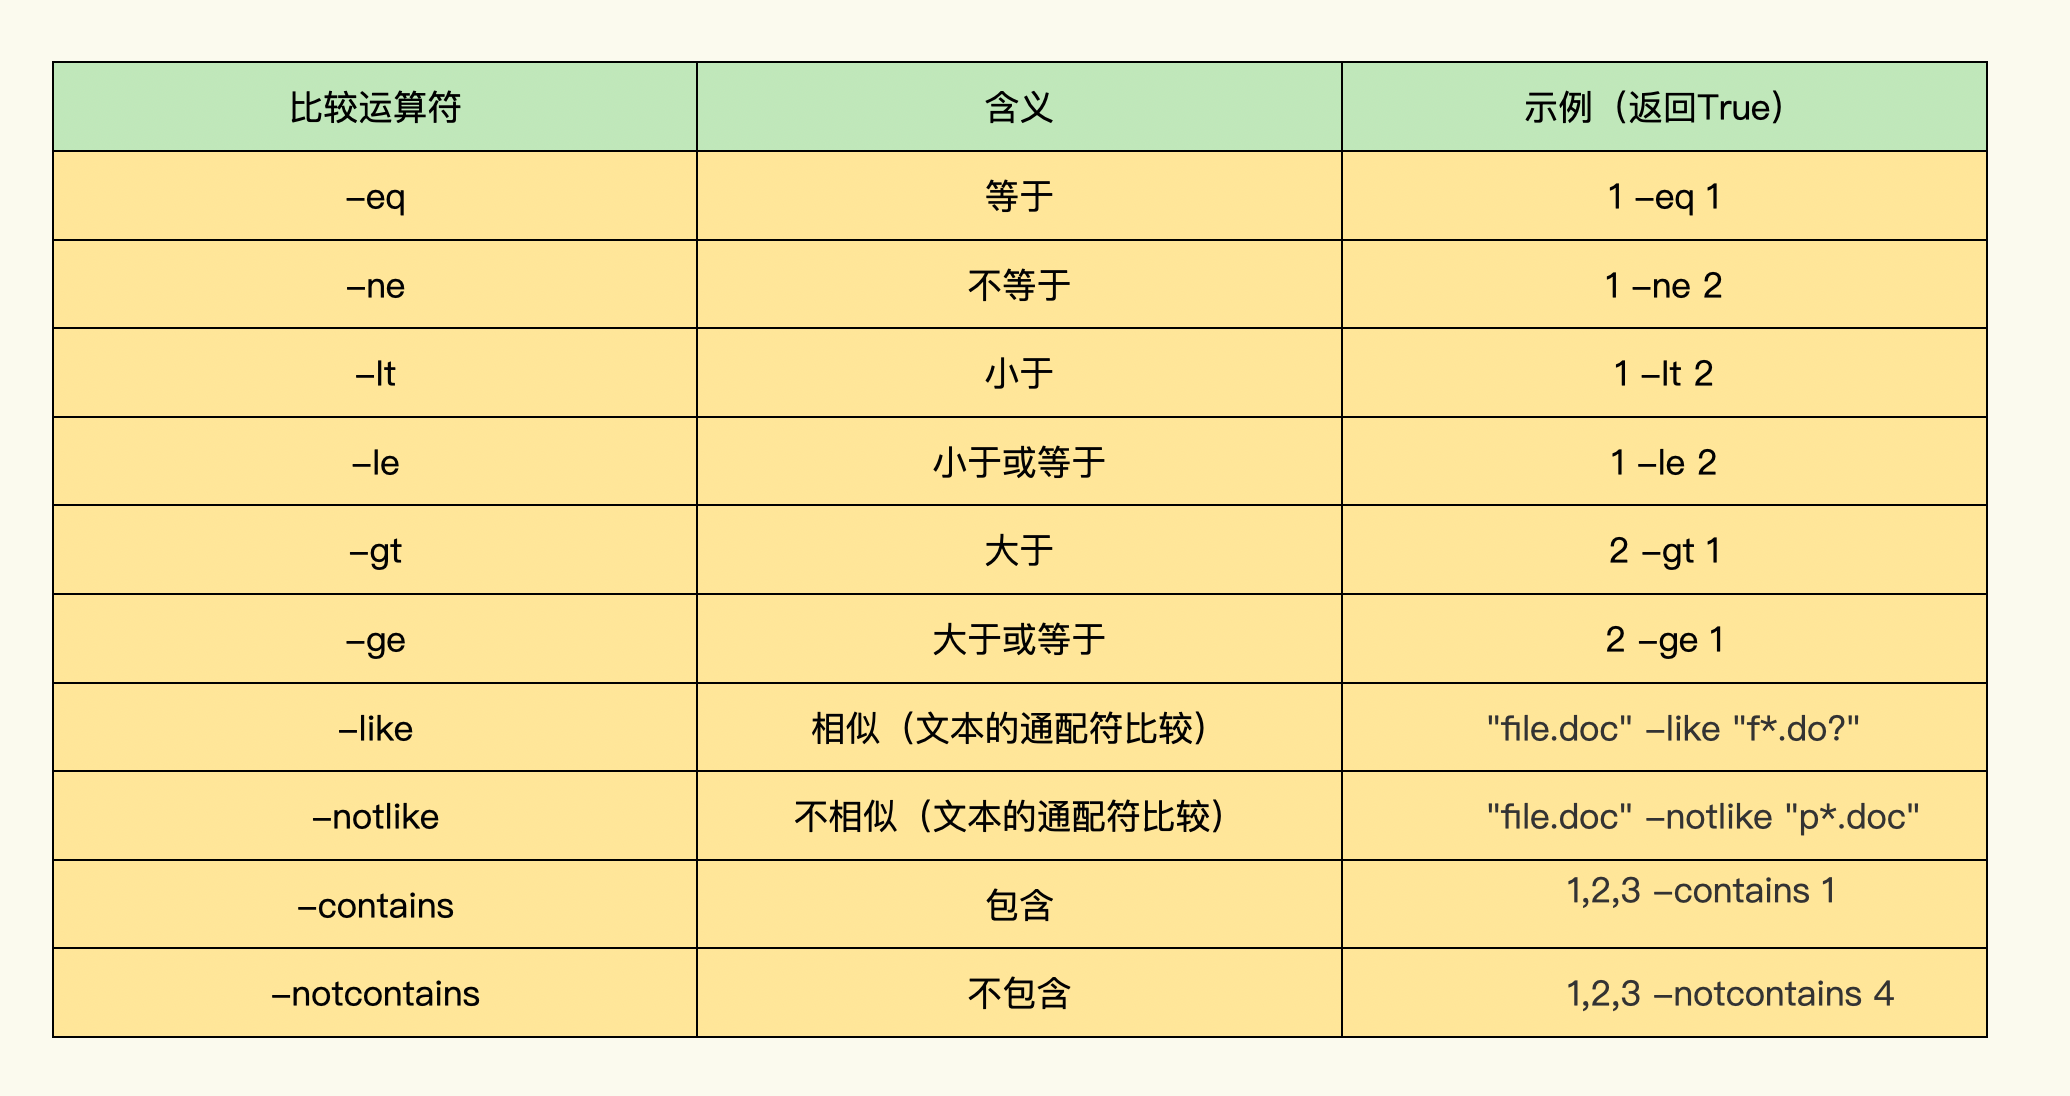 比较运算符 含义 示例（返回True）
-eq 等于 1 -eq 1
-ne 不等于 1 -ne 2
-lt 小于 1 -lt 2
-le 小于或等于 1 -le 2
-gt 大于 2 -gt 1
-ge 大于或等于 2 -ge 1
-like 相似（文本的通配符比较） "file.doc" -like "f*.do?"
-notlike 不相似（文本的通配符比较） "file.doc" -notlike "p*.doc"
-contains 包含 1,2,3 -contains 1
-notcontains 不包含 1,2,3 -notcontains 4